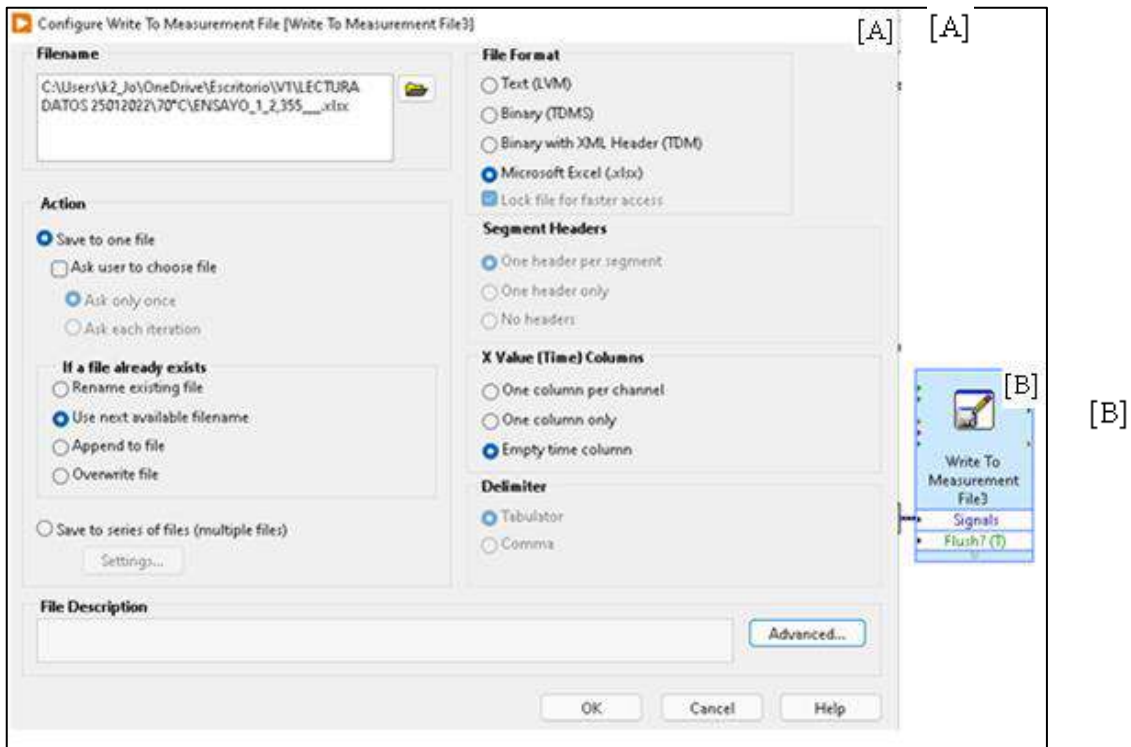 Configure Write To Measurement File [Write To Measurement File3]
[A]
[A]
Filename
C:\Users\k2_Jo\OneDrive\Escritorio\V1\LECTURA
DATOS 25012022\70°C\ENSAYO_1_2,355___.xlsx
File Format
Text (LVM)
Binary (TDMS)
Binary with XML Header (TDM)
Microsoft Excel (.xlsx)
Lock file for faster access
Action
Save to one file
Ask user to choose file
Ask only once
Ask each iteration
If a file already exists
Rename existing file
Use next available filename
Append to file
Overwrite file
Save to series of files (multiple files)
Settings...
Segment Headers
One header per segment
One header only
No headers
X Value (Time) Columns
One column per channel
One column only
Empty time column
Delimiter
Tabulator
Comma
File Description
Advanced...
OK
Cancel
Help
[B]
[B]
Write To
Measurement
File3
Signals
Flush? (T)